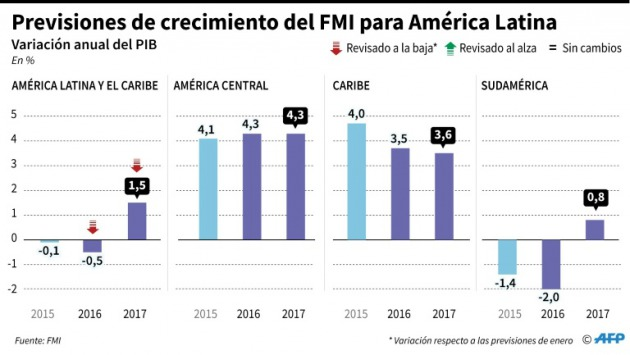 Previsiones de crecimiento del FMI para América Latina
Variación anual del PIB
En %
Revisado a la baja* Revisado al alza = Sin cambios
AMÉRICA LATINA Y EL CARIBE AMÉRICA CENTRAL CARIBE SUDAMÉRICA
5
4
3
2
1
0
-1
-2
-0,1 -0,5 1,5
4,1 4,3 4,3
4,0 3,5 3,6
-1,4 -2,0 0,8
2015 2016 2017 2015 2016 2017 2015 2016 2017 2015 2016 2017
Fuente: FMI * Variación respecto a las previsiones de enero © AFP